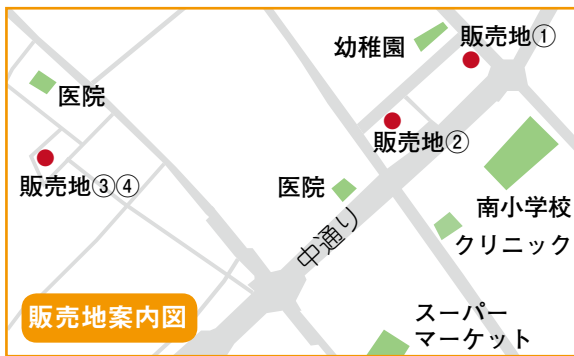 幼稚園
販売地①
医院
販売地②
販売地③④
医院
南小学校
中通り
クリニック
販売地案内図
スーパー
マーケット